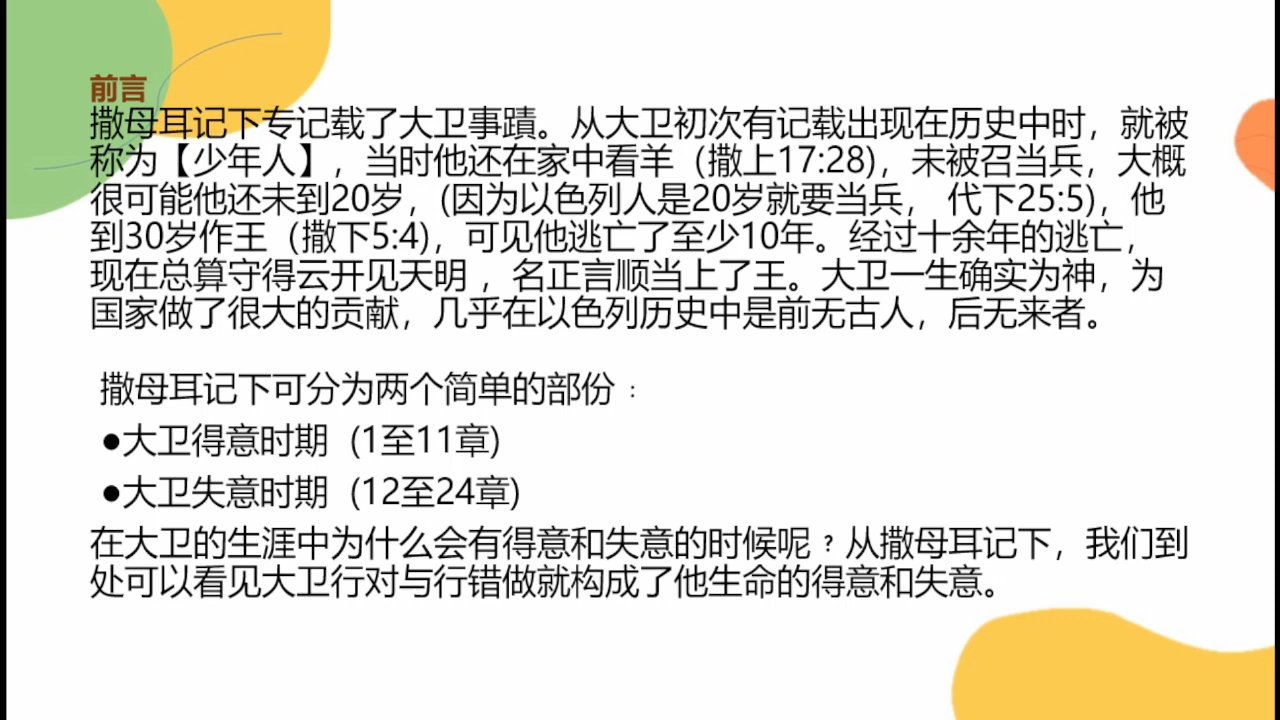 前言
撒母耳记下专记载了大卫事蹟。从大卫初次有记载出现在历史中时，就被
称为【少年人】，当时他还在家中看羊（撒上17:28)，未被召当兵，大概
很可能他还未到20岁，(因为以色列人是20岁就要当兵， 代下25:5)，他
到30岁作王（撒下5:4)，可见他逃亡了至少10年。经过十余年的逃亡，
现在总算守得云开见天明 ，名正言顺当上了王。大卫一生确实为神，为
国家做了很大的贡献，几乎在以色列历史中是前无古人，后无来者。
撒母耳记下可分为两个简单的部份﹕
●大卫得意时期 (1至11章)
●大卫失意时期 (12至24章)
在大卫的生涯中为什么会有得意和失意的时候呢﹖从撒母耳记下，我们到
处可以看见大卫行对与行错做就构成了他生命的得意和失意。